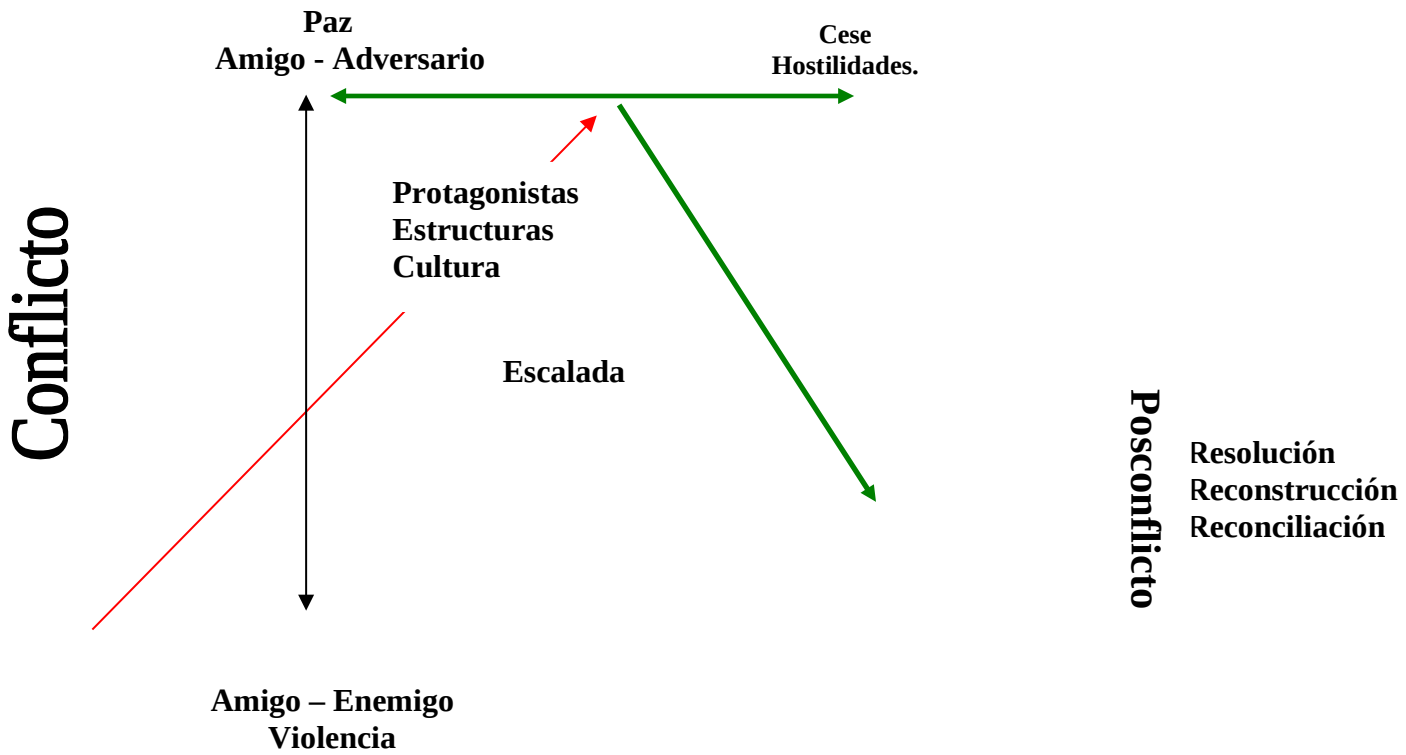 Paz
Amigo - Adversario
Cese
Hostilidades.
Conflicto
Protagonistas
Estructuras
Cultura
Escalada
Posconflicto
Resolución
Reconstrucción
Reconciliación
Amigo – Enemigo
Violencia